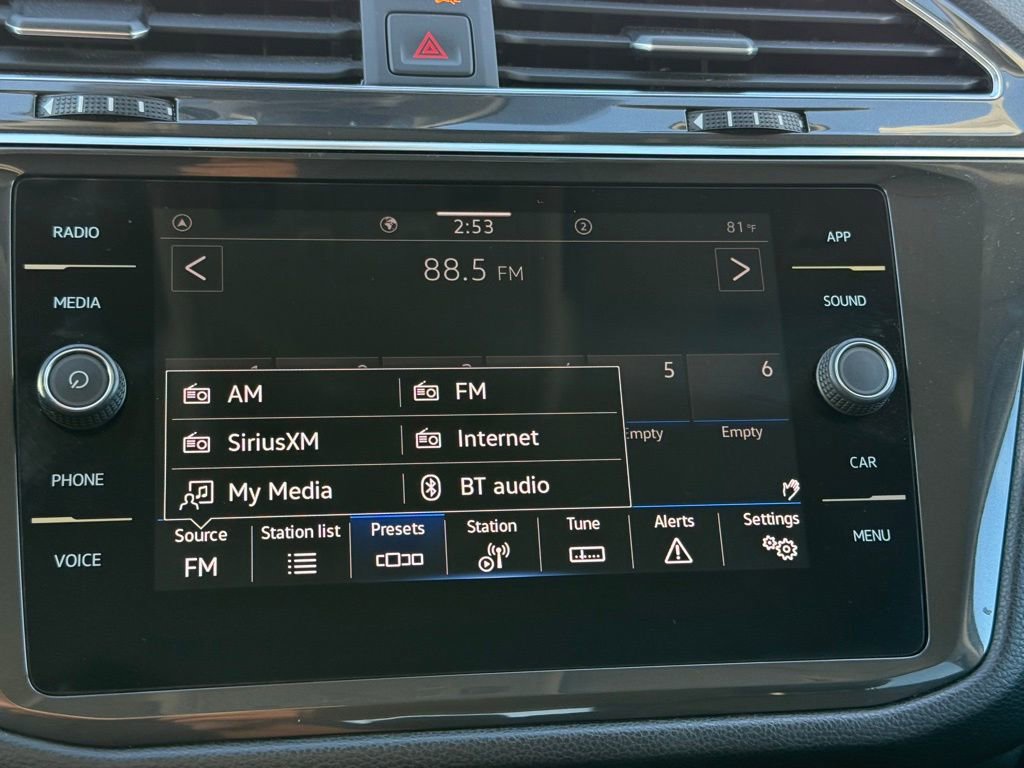 RADIO
MEDIA
PHONE
VOICE
2:53
2
81°F
88.5 FM
5
6
Empty
AM
FM
SiriusXM
Internet
My Media
BT audio
Source
FM
Station list
Presets
Station
Tune
Alerts
Settings
APP
SOUND
CAR
MENU